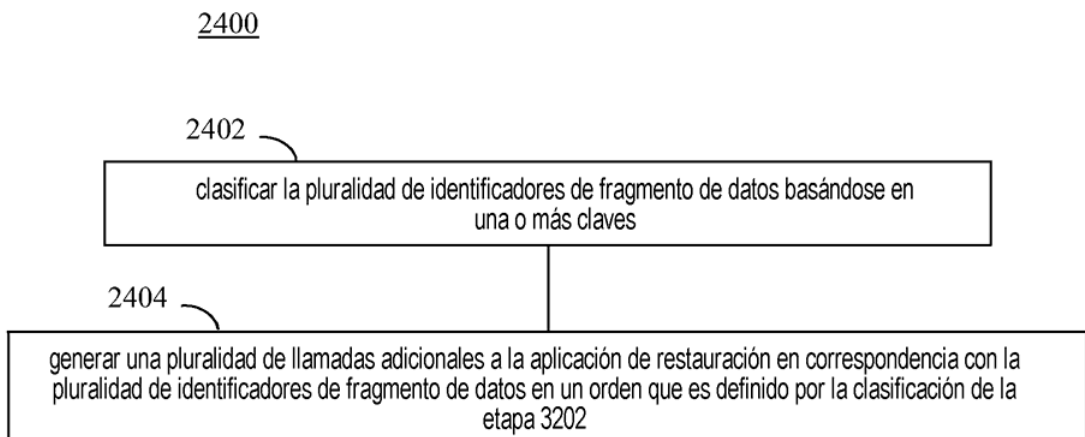 2400
2402
clasificar la pluralidad de identificadores de fragmento de datos basándose en
una o más claves
2404
generar una pluralidad de llamadas adicionales a la aplicación de restauración en correspondencia con la
pluralidad de identificadores de fragmento de datos en un orden que es definido por la clasificación de la
etapa 3202